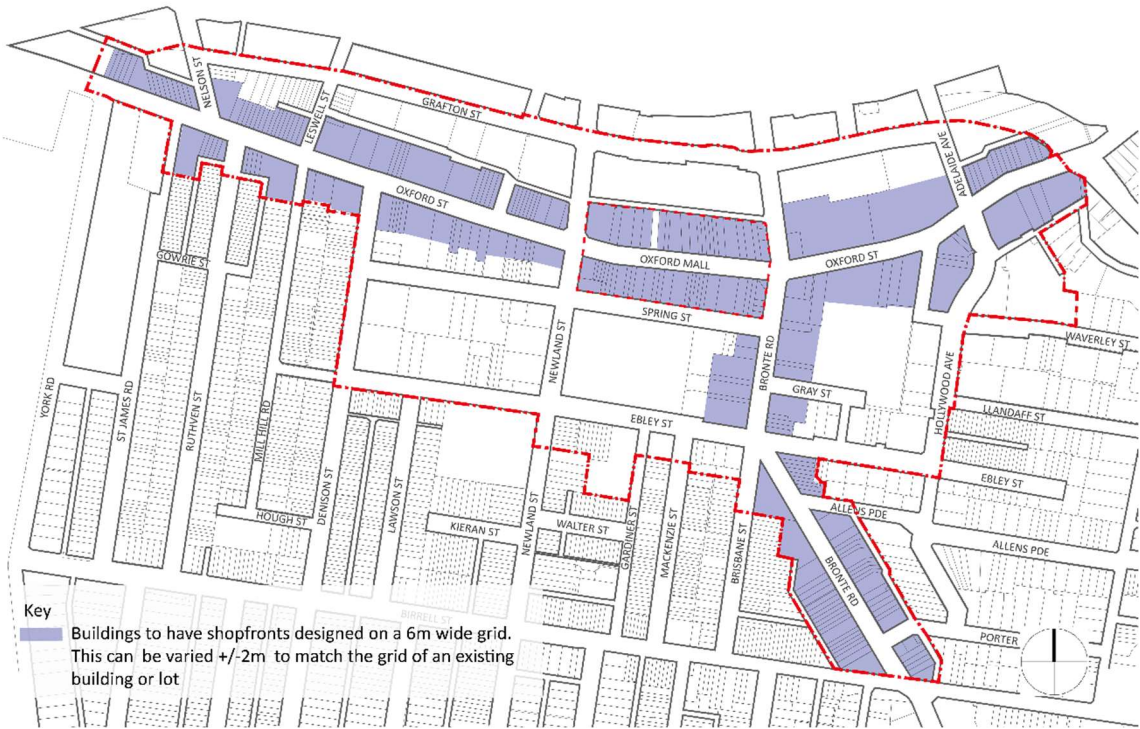 NELSON ST
GRAFTON ST
LESWELL ST
ADELAIDE AVE
OXFORD ST
OXFORD MALL
OXFORD ST
GOWRIE ST
SPRING ST
WAVERLEY ST
NEWLAND ST
BRONTE RD
HOLLYWOOD AVE
GRAY ST
YORK RD
ST JAMES RD
RUTHVEN ST
MILL HILL RD
LLANDAFF ST
EBLEY ST
DENISON ST
LAWSON ST
EBLEY ST
HOUGH ST
KIERAN ST
NEWLAND ST
WALTER ST
GARDINER ST
MACKENZIE ST
BRISBANE ST
ALLENS PDE
ALLENS PDE
BRONTE RD
BIRRELL ST
PORTER
Key
Buildings to have shopfronts designed on a 6m wide grid.
This can be varied +/-2m to match the grid of an existing
building or lot